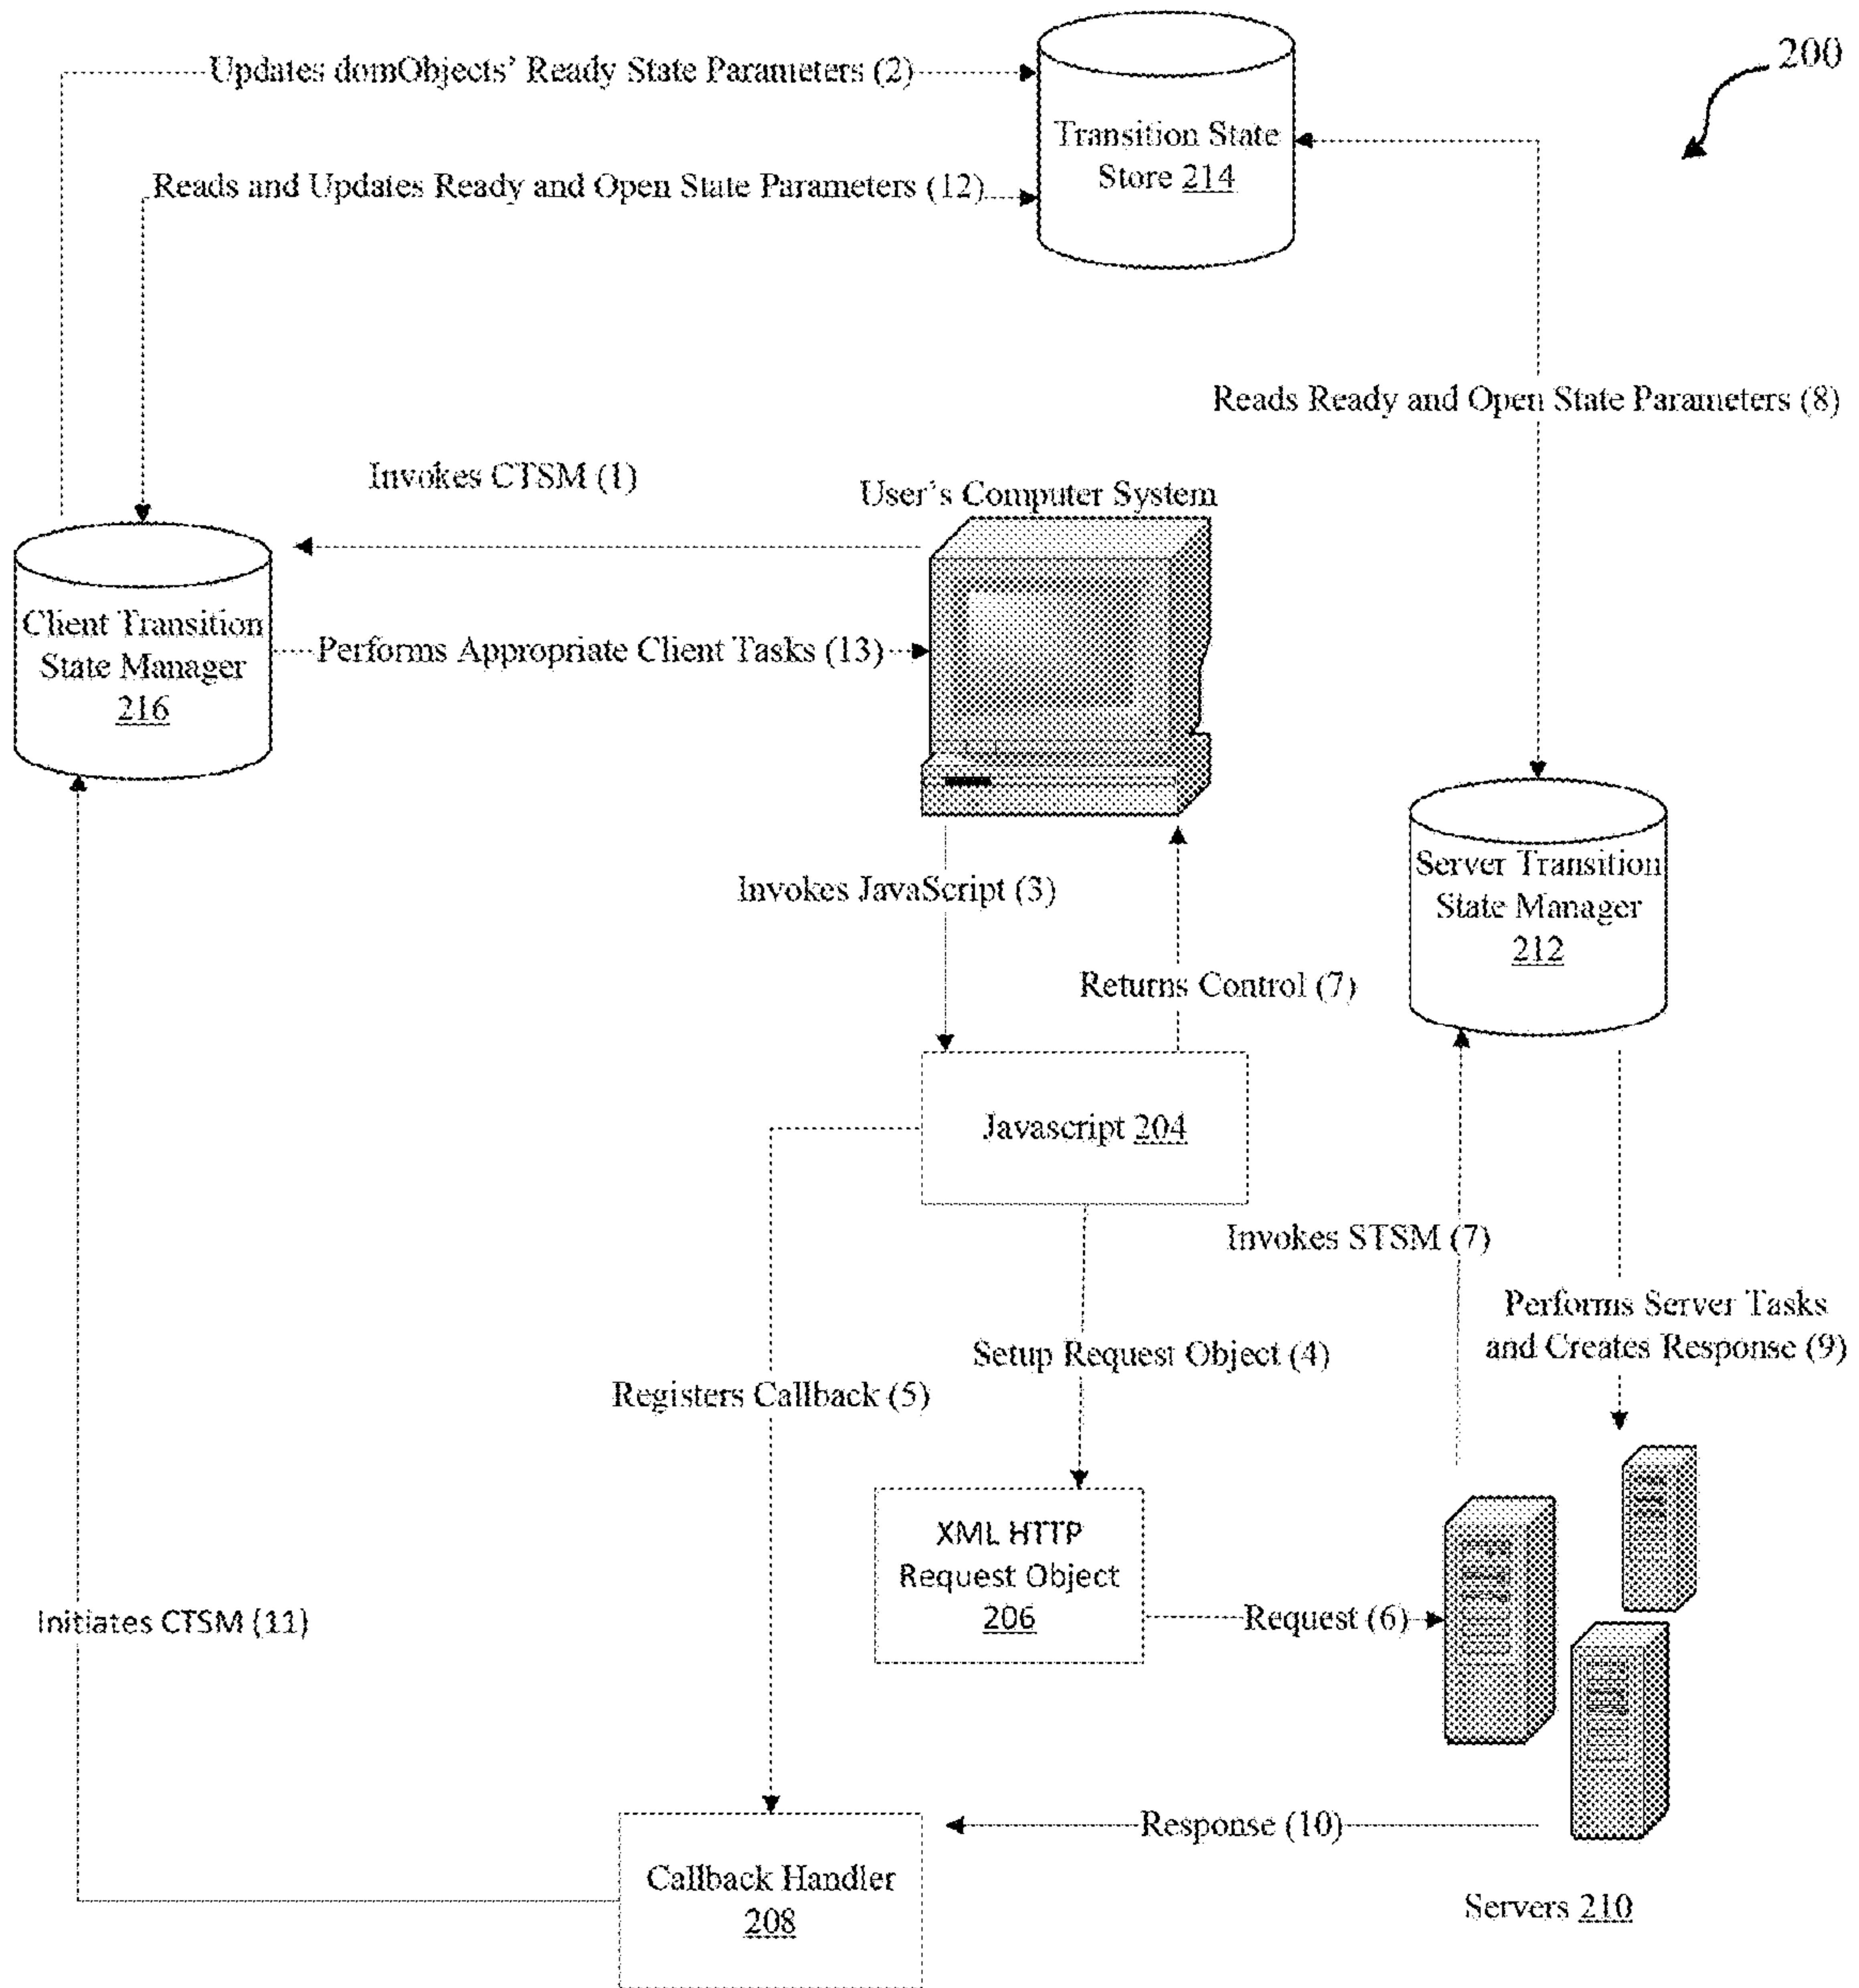 Updates domObjects' Ready State Parameters (2)
200
Transition State
Store 214
Reads and Updates Ready and Open State Parameters (12)
Reads Ready and Open State Parameters (8)
Invokes CTSM (1)
User's Computer System
Client Transition
State Manager
216
Performs Appropriate Client Tasks (13)
Invokes JavaScript (3)
Server Transition
State Manager
212
Returns Control (7)
Javascript 204
Invokes STSM (7)
Performs Server Tasks
and Creates Response (9)
Setup Request Object (4)
Registers Callback (5)
XML HTTP
Request Object
206
Request (6)
Initiates CTSM (11)
Response (10)
Callback Handler
208
Servers 210